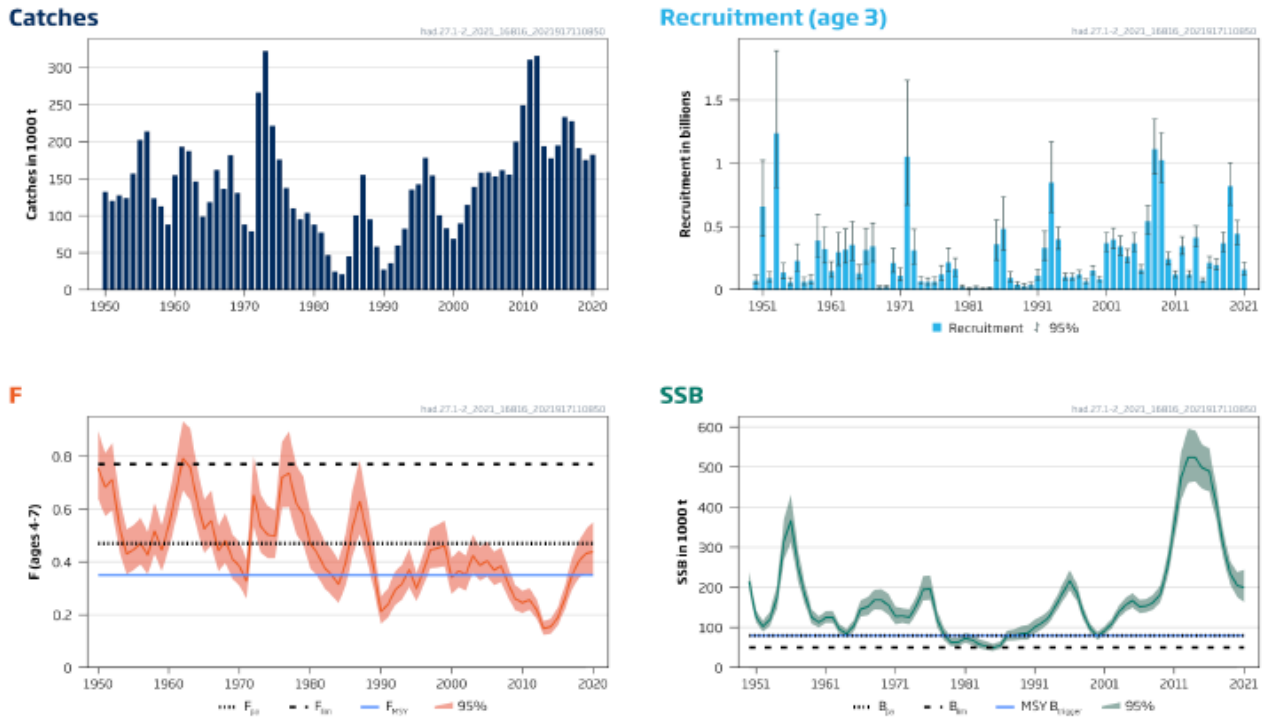 Catches
had.27.1-2_2021_16816_2021917110850
Catches in 1000 t
300
250
200
150
100
50
0
1950 1960 1970 1980 1990 2000 2010 2020
Recruitment (age 3)
had.27.1-2_2021_16816_2021917110850
Recruitment in billions
1.5
1
0.5
0
1951 1961 1971 1981 1991 2001 2011 2021
Recruitment 95%
F
had.27.1-2_2021_16816_2021917110850
F (ages 4-7)
0.8
0.6
0.4
0.2
0
1950 1960 1970 1980 1990 2000 2010 2020
Fpa Flim FMSY 95%
SSB
had.27.1-2_2021_16816_2021917110850
SSB in 1000 t
600
500
400
300
200
100
0
1951 1961 1971 1981 1991 2001 2011 2021
Bpa Blim MSY Btrigger 95%